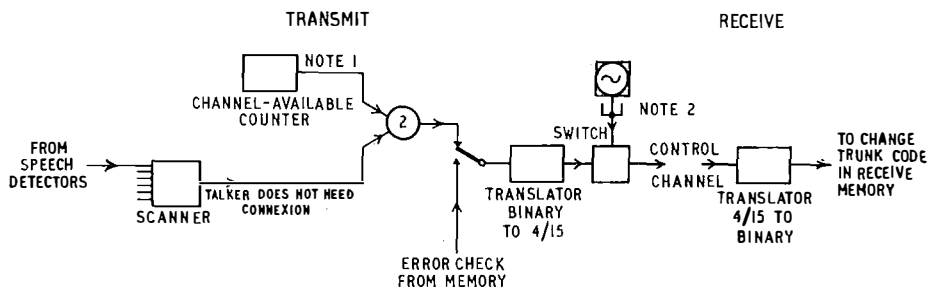 TRANSMIT
RECEIVE
NOTE 1
CHANNEL-AVAILABLE
COUNTER
2
NOTE 2
SWITCH
FROM
SPEECH
DETECTORS
SCANNER
TALKER DOES NOT NEED
CONNEXION
TRANSLATOR
BINARY
TO 4/15
CONTROL
CHANNEL
TRANSLATOR
4/15 TO
BINARY
TO CHANGE
TRUNK CODE
IN RECEIVE
MEMORY
ERROR CHECK
FROM MEMORY